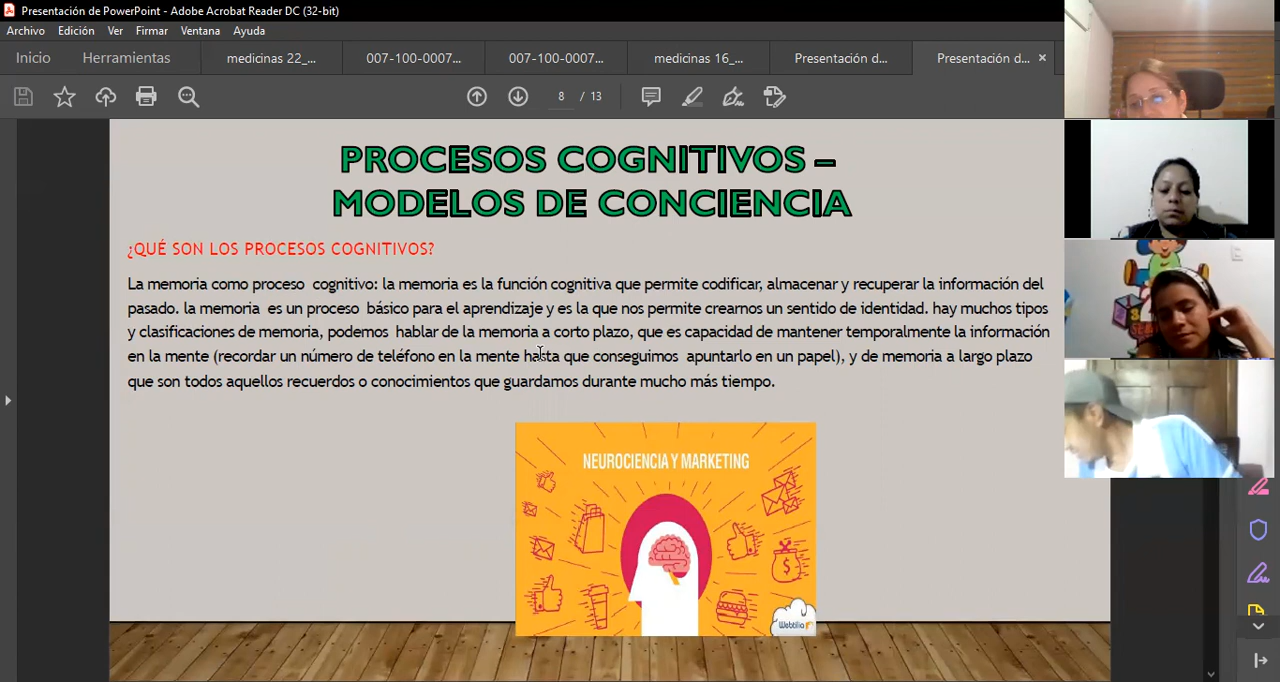 Presentación de PowerPoint - Adobe Acrobat Reader DC (32-bit)
Archivo Edición Ver Firmar Ventana Ayuda
Inicio Herramientas medicinas 22_... 007-100-0007... 007-100-0007... medicinas 16_... Presentación d... Presentación d... ×
8 / 13
PROCESOS COGNITIVOS –
MODELOS DE CONCIENCIA
¿QUÉ SON LOS PROCESOS COGNITIVOS?
La memoria como proceso cognitivo: la memoria es la función cognitiva que permite codificar, almacenar y recuperar la información del
pasado. la memoria es un proceso básico para el aprendizaje y es la que nos permite crearnos un sentido de identidad. hay muchos tipos
y clasificaciones de memoria, podemos hablar de la memoria a corto plazo, que es capacidad de mantener temporalmente la información
en la mente (recordar un número de teléfono en la mente hasta que conseguimos apuntarlo en un papel), y de memoria a largo plazo
que son todos aquellos recuerdos o conocimientos que guardamos durante mucho más tiempo.
NEUROCIENCIA Y MARKETING
$
Webtilia